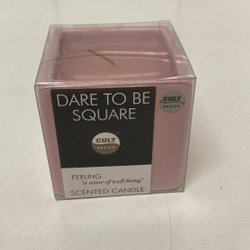 DARE TO BE
SQUARE
CULT
DESIGN
CULT
DESIGN
FEELING
"a sense of well-being"
SCENTED CANDLE